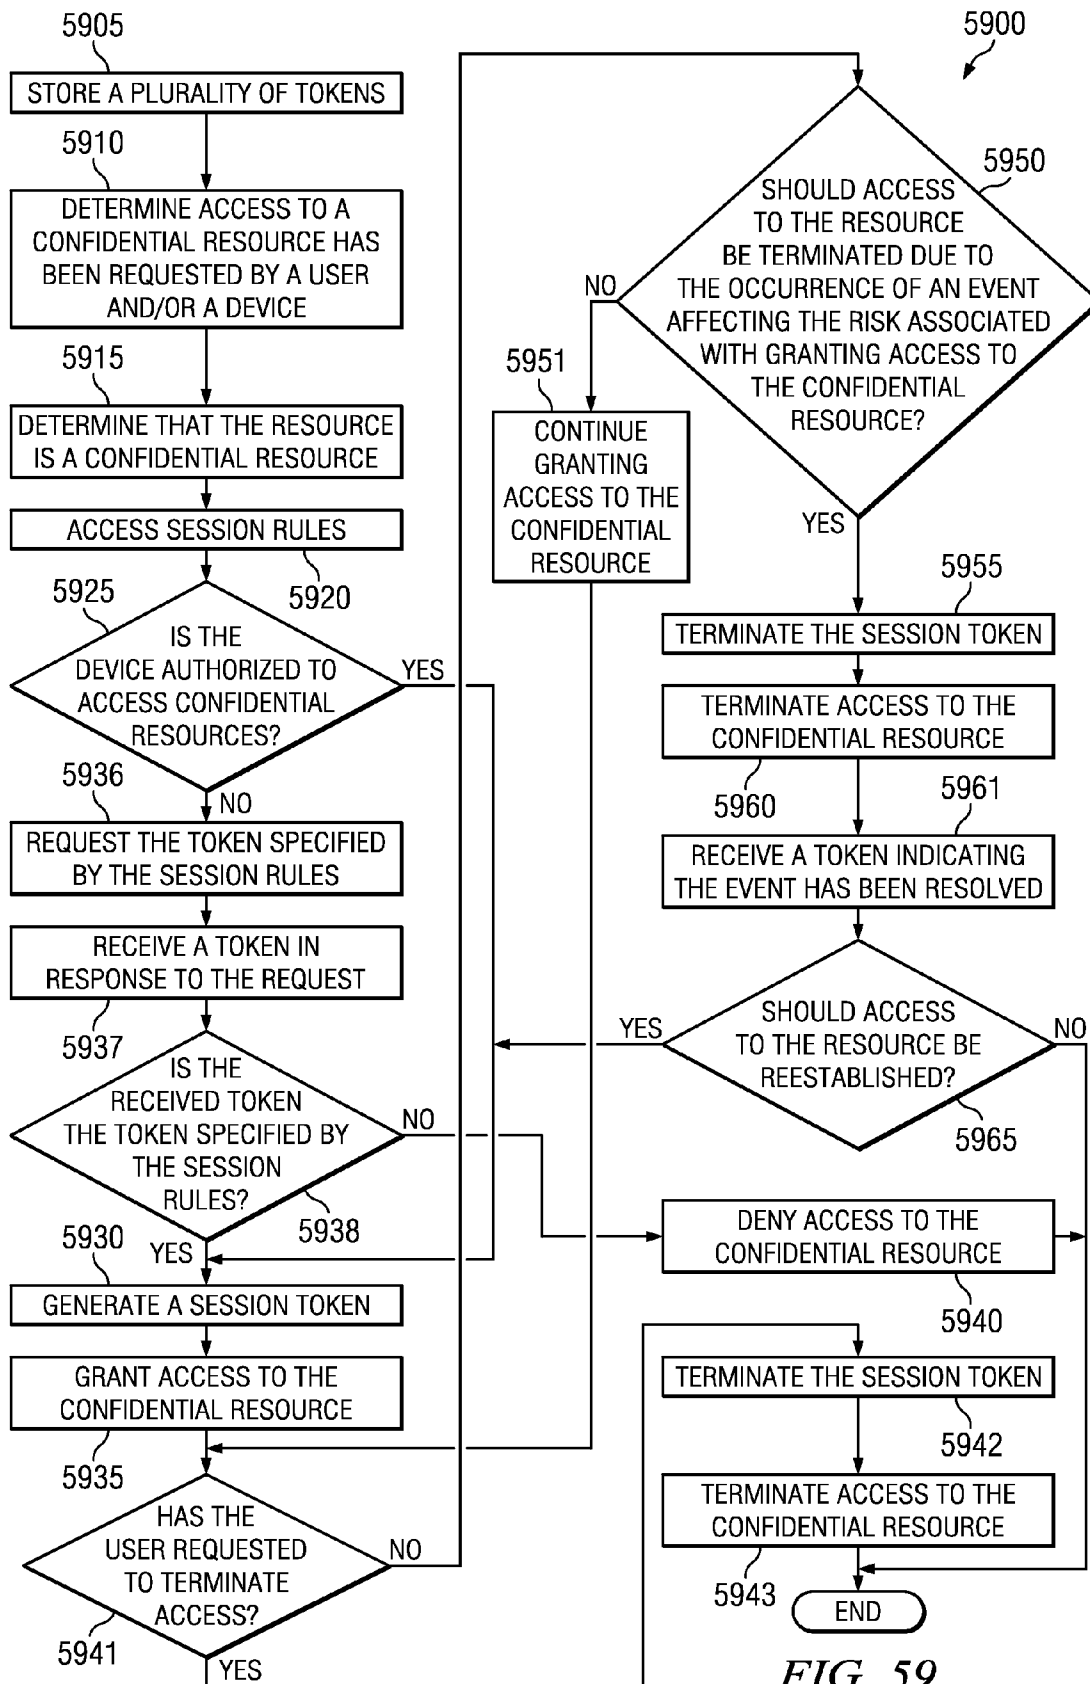 5905
STORE A PLURALITY OF TOKENS
5910
DETERMINE ACCESS TO A
CONFIDENTIAL RESOURCE HAS
BEEN REQUESTED BY A USER
AND/OR A DEVICE
5915
DETERMINE THAT THE RESOURCE
IS A CONFIDENTIAL RESOURCE
ACCESS SESSION RULES
5920
5925
IS THE
DEVICE AUTHORIZED TO
ACCESS CONFIDENTIAL
RESOURCES?
YES
NO
5936
REQUEST THE TOKEN SPECIFIED
BY THE SESSION RULES
RECEIVE A TOKEN IN
RESPONSE TO THE REQUEST
5937
IS THE
RECEIVED TOKEN
THE TOKEN SPECIFIED BY
THE SESSION
RULES?
NO
5938
YES
5930
GENERATE A SESSION TOKEN
GRANT ACCESS TO THE
CONFIDENTIAL RESOURCE
5935
HAS THE
USER REQUESTED
TO TERMINATE
ACCESS?
NO
5941
YES
5900
5950
SHOULD ACCESS
TO THE RESOURCE
BE TERMINATED DUE TO
THE OCCURRENCE OF AN EVENT
AFFECTING THE RISK ASSOCIATED
WITH GRANTING ACCESS TO
THE CONFIDENTIAL
RESOURCE?
NO
5951
CONTINUE
GRANTING
ACCESS TO THE
CONFIDENTIAL
RESOURCE
YES
5955
TERMINATE THE SESSION TOKEN
TERMINATE ACCESS TO THE
CONFIDENTIAL RESOURCE
5960
5961
RECEIVE A TOKEN INDICATING
THE EVENT HAS BEEN RESOLVED
SHOULD ACCESS
TO THE RESOURCE BE
REESTABLISHED?
YES
NO
5965
DENY ACCESS TO THE
CONFIDENTIAL RESOURCE
5940
TERMINATE THE SESSION TOKEN
5942
TERMINATE ACCESS TO THE
CONFIDENTIAL RESOURCE
5943
END
FIG. 59